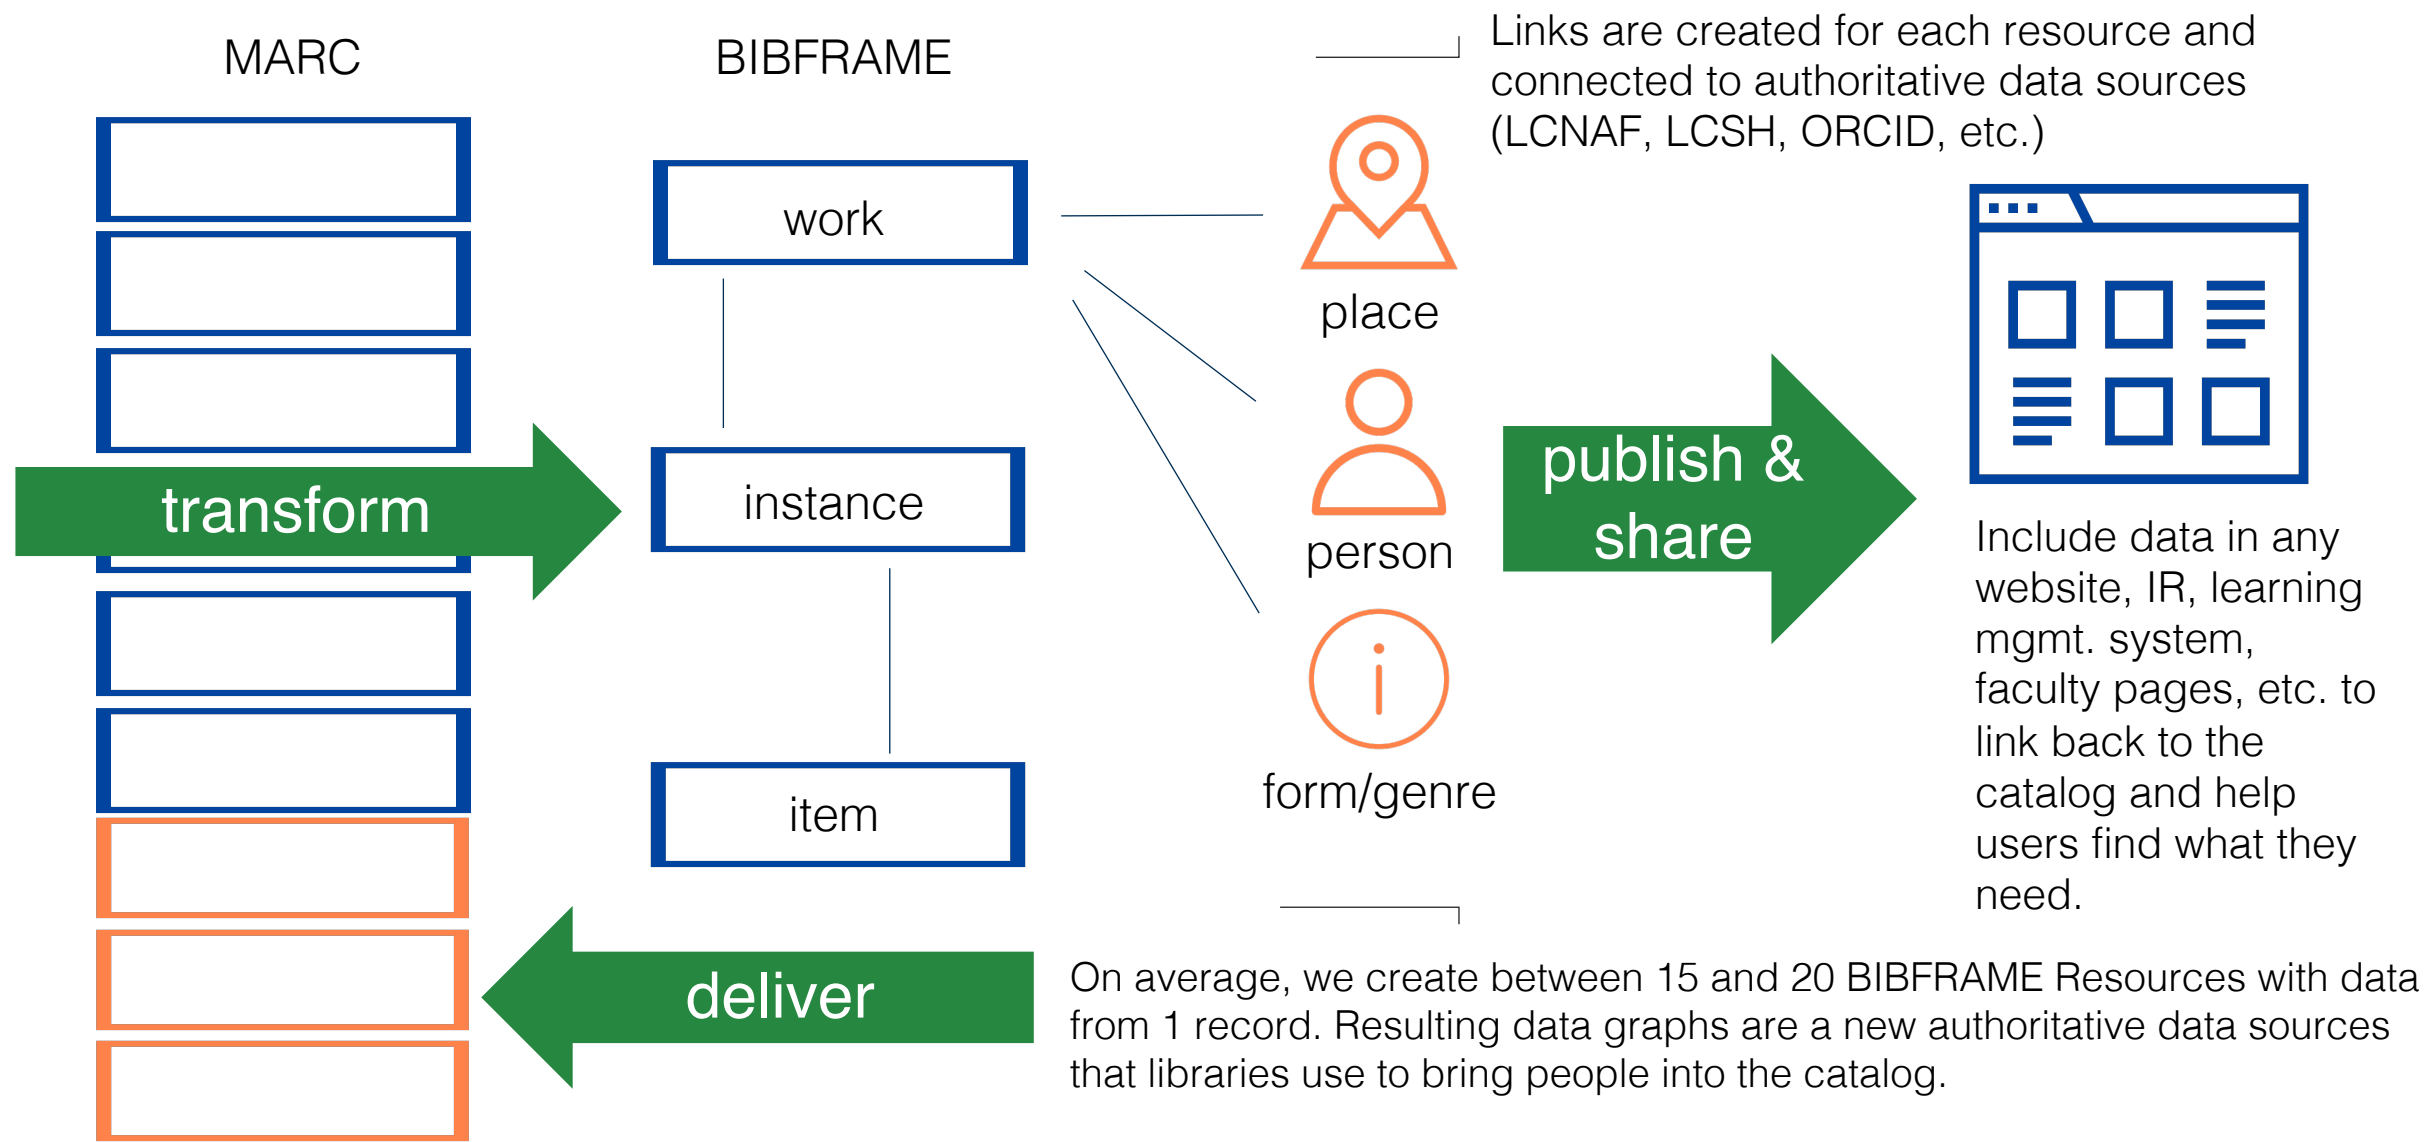 MARC
BIBFRAME
Links are created for each resource and
connected to authoritative data sources
(LCNAF, LCSH, ORCID, etc.)
work
place
instance
transform
person
publish &
share
item
form/genre
Include data in any
website, IR, learning
mgmt. system,
faculty pages, etc. to
link back to the
catalog and help
users find what they
need.
deliver
On average, we create between 15 and 20 BIBFRAME Resources with data
from 1 record. Resulting data graphs are a new authoritative data sources
that libraries use to bring people into the catalog.